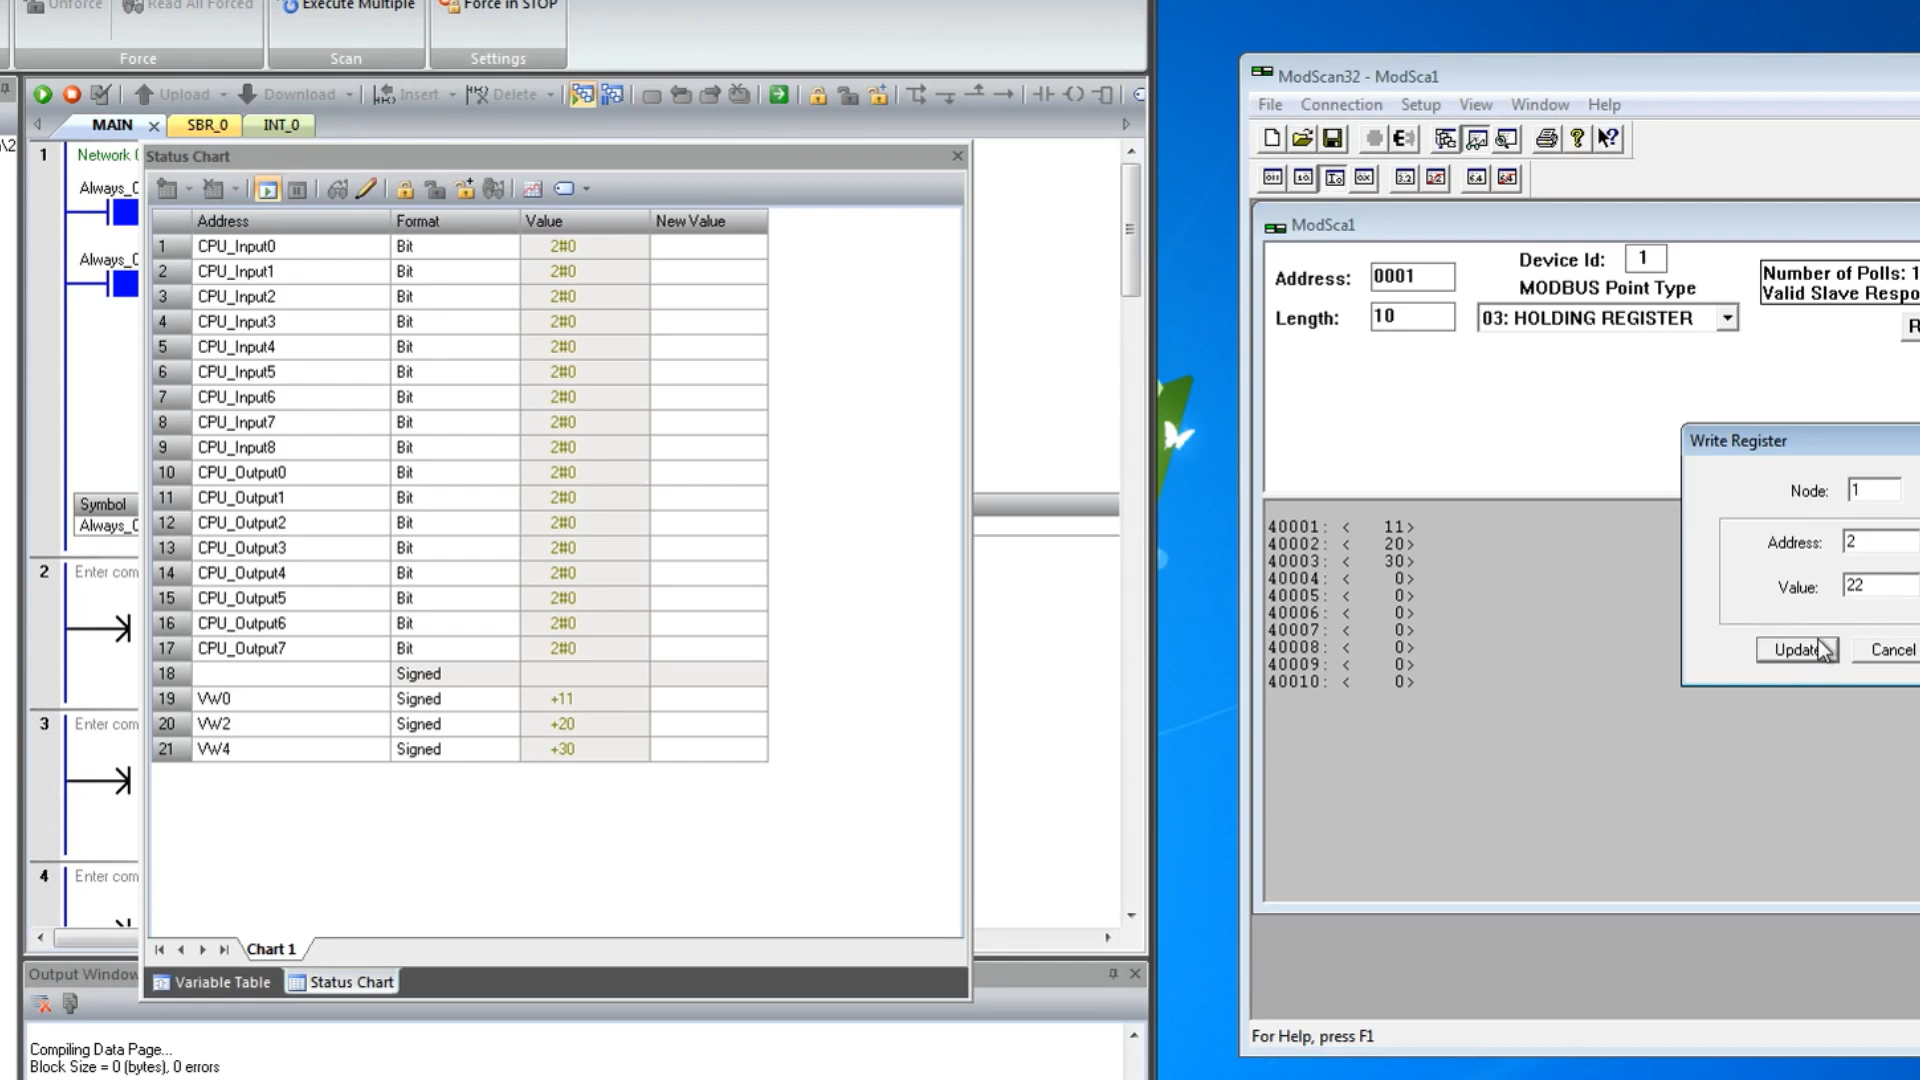 Unforce
Read All Forced
Execute Multiple
Force in STOP
Force
Scan
Settings
Upload
Download
Insert
Delete
MAIN
SBR_0
INT_0
1
Network
Always_
Always_
Symbol
Always_
2
Enter com
3
Enter com
4
Enter com
Status Chart
Address Format Value New Value
1 CPU_Input0 Bit 2#0
2 CPU_Input1 Bit 2#0
3 CPU_Input2 Bit 2#0
4 CPU_Input3 Bit 2#0
5 CPU_Input4 Bit 2#0
6 CPU_Input5 Bit 2#0
7 CPU_Input6 Bit 2#0
8 CPU_Input7 Bit 2#0
9 CPU_Input8 Bit 2#0
10 CPU_Output0 Bit 2#0
11 CPU_Output1 Bit 2#0
12 CPU_Output2 Bit 2#0
13 CPU_Output3 Bit 2#0
14 CPU_Output4 Bit 2#0
15 CPU_Output5 Bit 2#0
16 CPU_Output6 Bit 2#0
17 CPU_Output7 Bit 2#0
18 Signed
19 VW0 Signed +11
20 VW2 Signed +20
21 VW4 Signed +30
Chart 1
Variable Table
Status Chart
Output Window
Compiling Data Page...
Block Size = 0 (bytes), 0 errors
ModScan32 - ModSca1
File Connection Setup View Window Help
ModSca1
Address: 0001
Length: 10
Device Id: 1
MODBUS Point Type
03: HOLDING REGISTER
Number of Polls: 1
Valid Slave Respo
R
40001: < 11>
40002: < 20>
40003: < 30>
40004: < 0>
40005: < 0>
40006: < 0>
40007: < 0>
40008: < 0>
40009: < 0>
40010: < 0>
Write Register
Node: 1
Address: 2
Value: 22
Update
Cancel
For Help, press F1